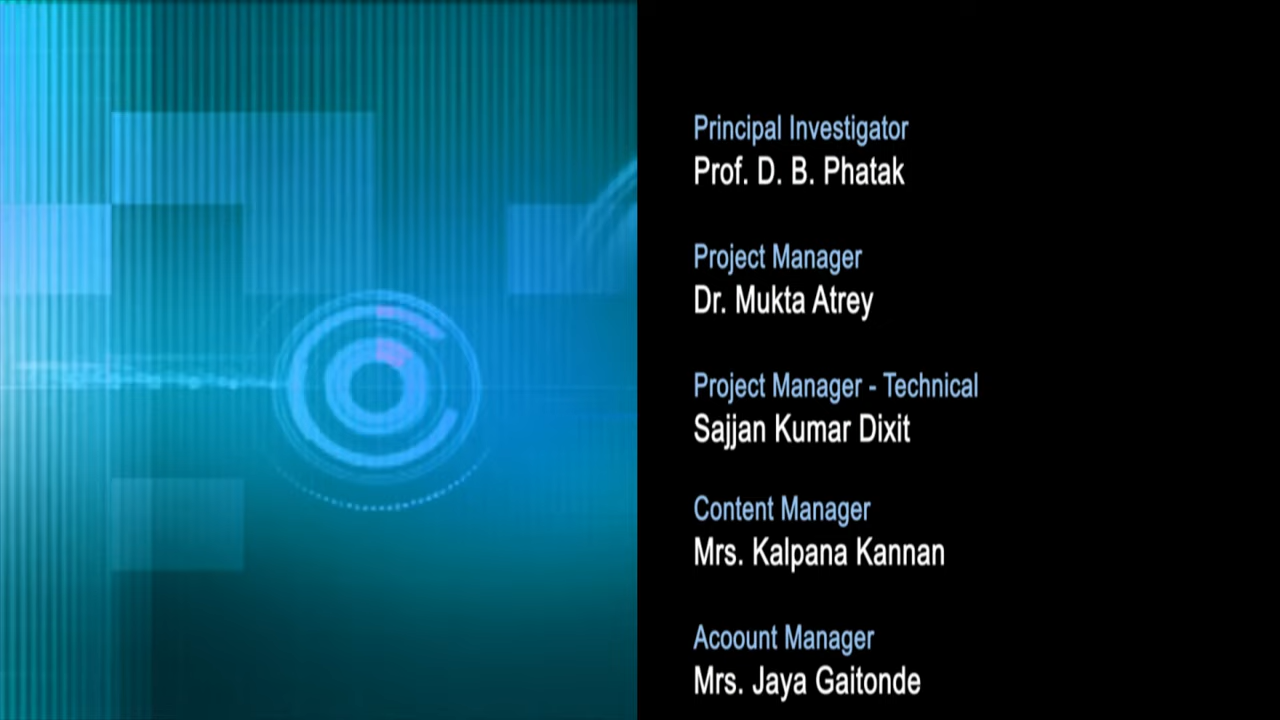 Principal Investigator
Prof. D. B. Phatak
Project Manager
Dr. Mukta Atrey
Project Manager - Technical
Sajjan Kumar Dixit
Content Manager
Mrs. Kalpana Kannan
Acoount Manager
Mrs. Jaya Gaitonde